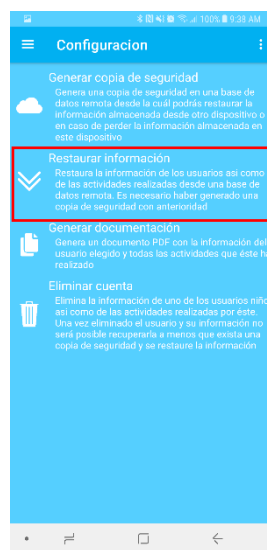 100% 9:38 AM
Configuracion
Generar copia de seguridad
Genera una copia de seguridad en una base de
datos remota desde la cuál podrás restaurar la
información almacenada desde otro dispositivo o
en caso de perder la información almacenada en
este dispositivo
Restaurar información
Restaura la información de los usuarios asi como
de las actividades realizadas desde una base de
datos remota. Es necesario haber generado una
copia de seguridad con anterioridad
Generar documentación
Genera un documento PDF con la información del
usuario elegido y todas las actividades que éste ha
realizado
Eliminar cuenta
Elimina la información de uno de los usuarios niño
asi como de las actividades realizadas por éste.
Una vez eliminado el usuario y su información no
será posible recuperarla a menos que exista una
copia de seguridad y se restaure la información